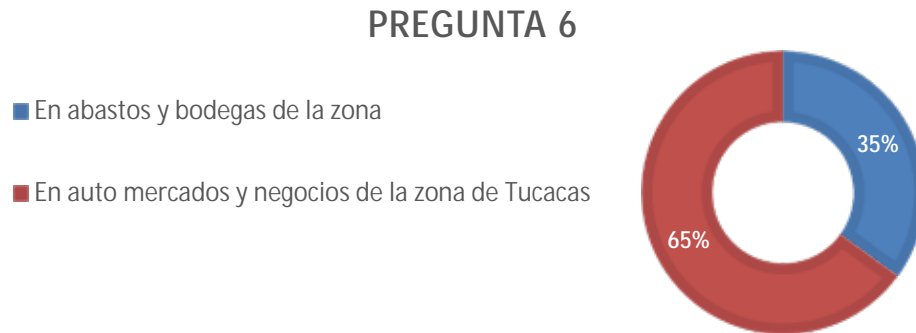 PREGUNTA 6
En abastos y bodegas de la zona
En auto mercados y negocios de la zona de Tucacas
35%
65%